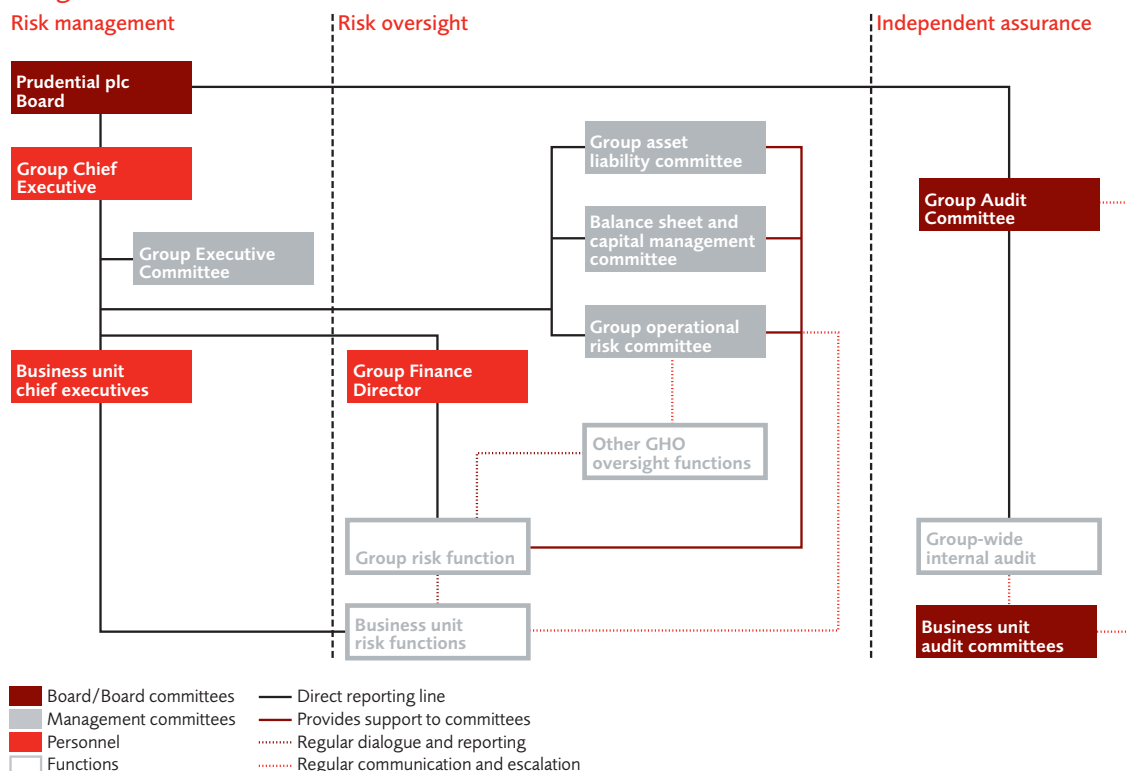 Risk management
Risk oversight
Independent assurance
Prudential plc
Board
Group Chief
Executive
Group Executive
Committee
Business unit
chief executives
Group asset
liability committee
Balance sheet and
capital management
committee
Group operational
risk committee
Group Finance
Director
Other GHO
oversight functions
Group risk function
Business unit
risk functions
Group Audit
Committee
Group-wide
internal audit
Business unit
audit committees
Board/Board committees
Management committees
Personnel
Functions
Direct reporting line
Provides support to committees
Regular dialogue and reporting
Regular communication and escalation